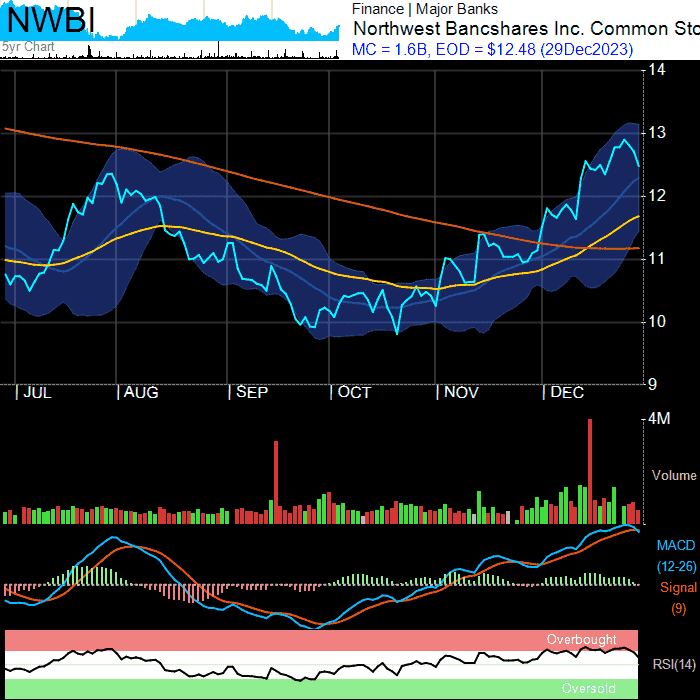 NWBI
5yr Chart
Finance | Major Banks
Northwest Bancshares Inc. Common Sto
MC = 1.6B, EOD = $12.48 (29Dec2023)
14
13
12
11
10
9
| JUL | AUG | SEP | OCT | NOV | DEC
4M
Volume
MACD
(12-26)
Signal
(9)
Overbought
RSI(14)
Oversold